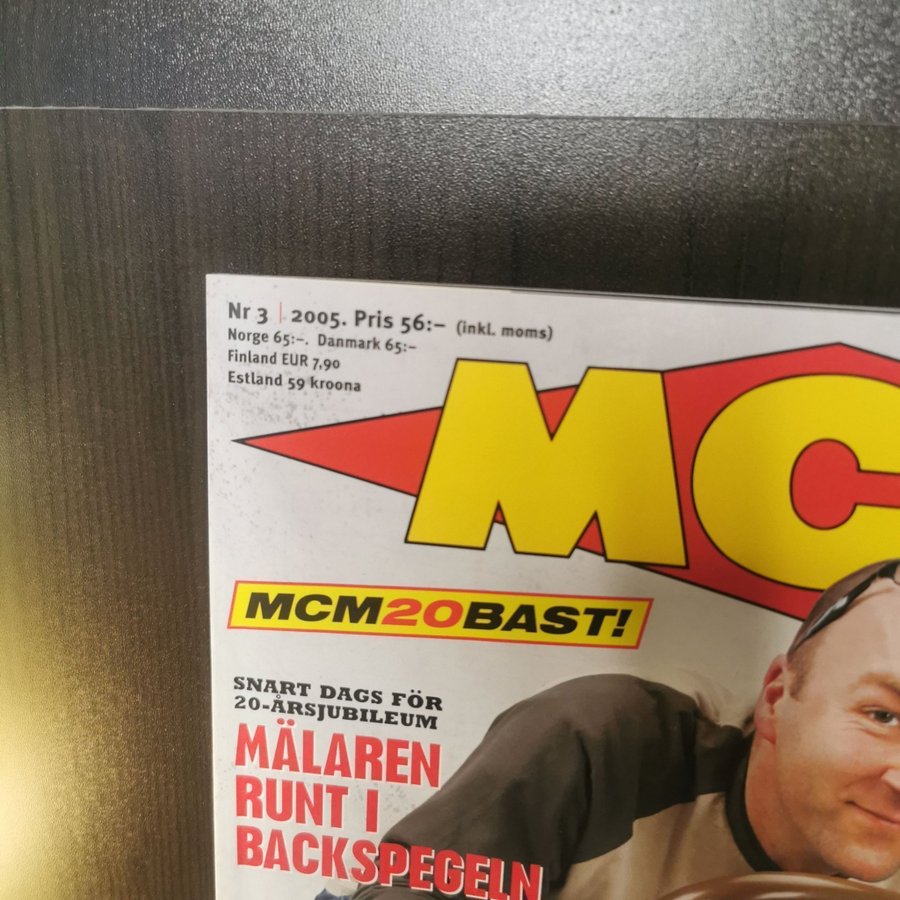 Nr 3 | 2005. Pris 56:– (inkl. moms)
Norge 65:–. Danmark 65:–
Finland EUR 7,90
Estland 59 kroona
MC
MCM20BAST!
SNART DAGS FÖR
20-ÅRSJUBILEUM
MÄLAREN
RUNT I
BACKSPEGELN